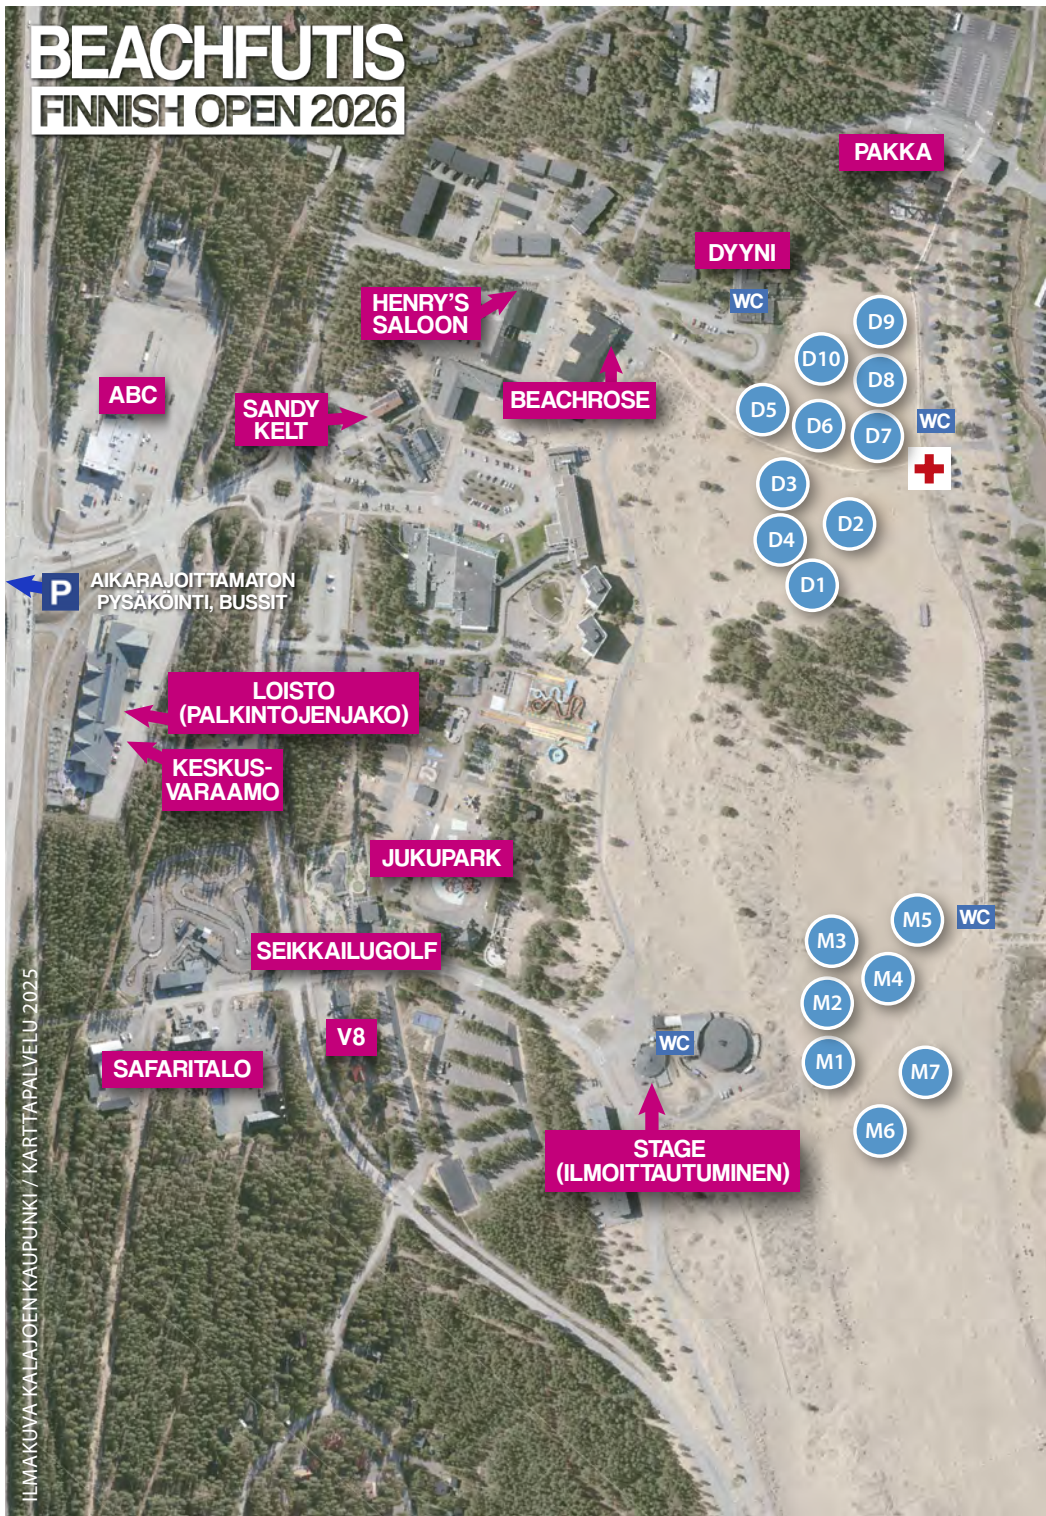 BEACHFUTIS
FINNISH OPEN 2026
PAKKA
DYYNI
WC
HENRY'S
SALOON
D9
D10
D8
ABC
SANDY
KELT
BEACHROSE
D5
D6
D7
WC
D3
D2
D4
D1
P
AIKARAJOITTAMATON
PYSÄKÖINTI, BUSSIT
LOISTO
(PALKINTOJENJAKO)
KESKUS-
VARAAMO
JUKUPARK
M5
WC
M3
SEIKKAILUGOLF
M4
M2
V8
WC
M1
SAFARITALO
M7
M6
STAGE
(ILMOITTAUTUMINEN)
ILMAKUVA KALAJOEN KAUPUNKI / KARTTAPALVELU 2025